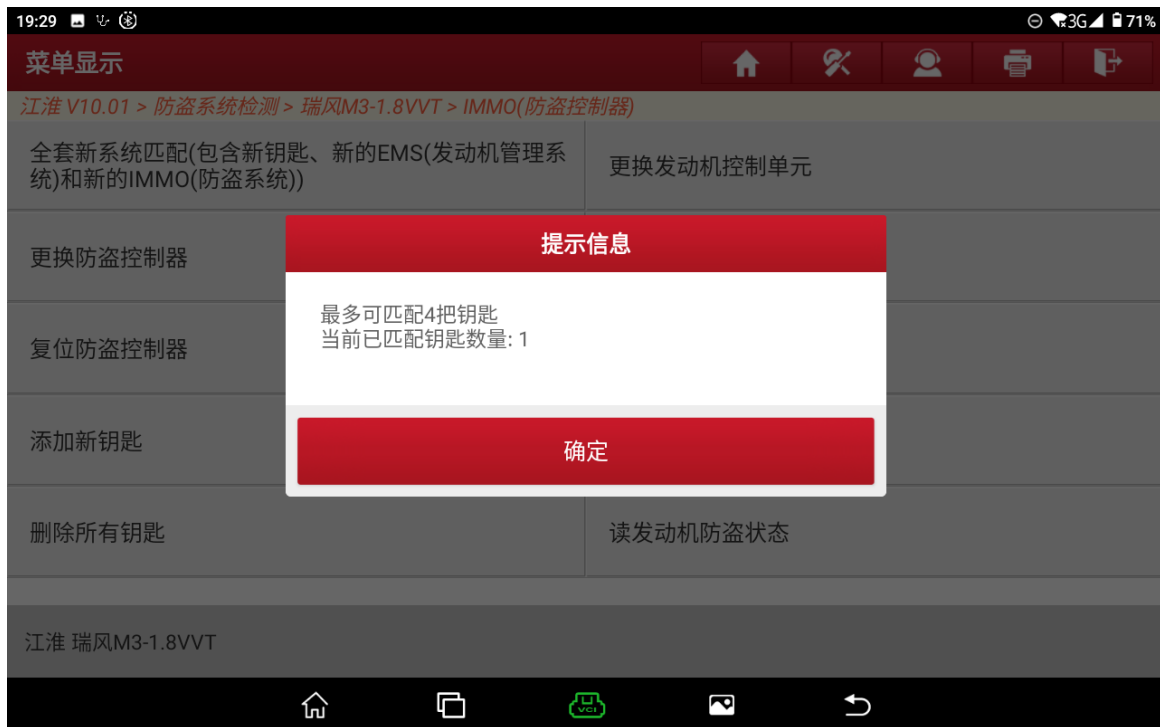 19:29
3G 71%
菜单显示
江淮 V10.01 > 防盗系统检测 > 瑞风M3-1.8VVT > IMMO(防盗控制器)
全套新系统匹配(包含新钥匙、新的EMS(发动机管理系
统)和新的IMMO(防盗系统))
更换发动机控制单元
更换防盗控制器
提示信息
最多可匹配4把钥匙
当前已匹配钥匙数量: 1
复位防盗控制器
添加新钥匙
确定
删除所有钥匙
读发动机防盗状态
江淮 瑞风M3-1.8VVT
VCI